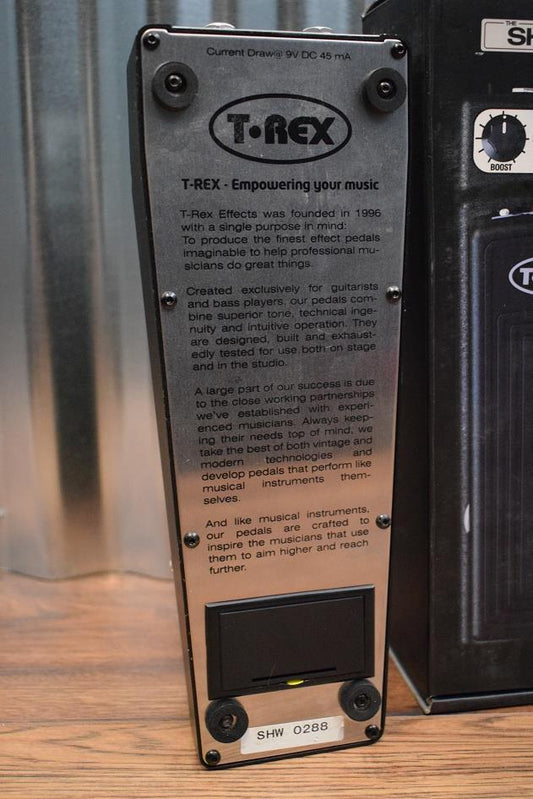 Current Draw@ 9V DC 45 mA
T•REX
T-REX - Empowering your music
T-Rex Effects was founded in 1996
with a single purpose in mind:
To produce the finest effect pedals
imaginable to help professional mu-
sicians do great things.
Created exclusively for guitarists
and bass players, our pedals com-
bine superior tone, technical inge-
nuity and intuitive operation. They
are designed, built and exhaust-
edly tested for use both on stage
and in the studio.
A large part of our success is due
to the close working partnerships
we've established with experi-
enced musicians. Always keep-
ing their needs top of mind, we
take the best of both vintage and
modern technologies and
develop pedals that perform like
musical instruments them-
selves.
And like musical instruments,
our pedals are crafted to
inspire the musicians that use
them to aim higher and reach
further.
SHW 0288
THE
SH
BOOST
T